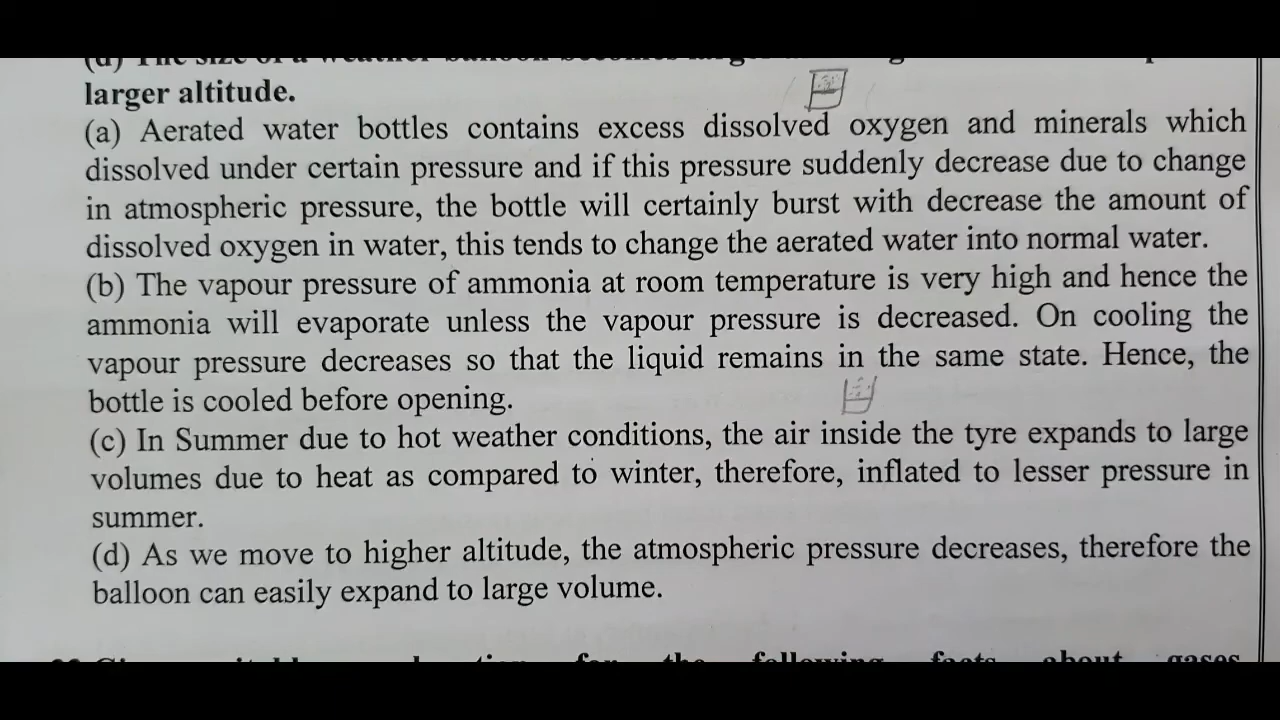 larger altitude.
(a) Aerated water bottles contains excess dissolved oxygen and minerals which
dissolved under certain pressure and if this pressure suddenly decrease due to change
in atmospheric pressure, the bottle will certainly burst with decrease the amount of
dissolved oxygen in water, this tends to change the aerated water into normal water.
(b) The vapour pressure of ammonia at room temperature is very high and hence the
ammonia will evaporate unless the vapour pressure is decreased. On cooling the
vapour pressure decreases so that the liquid remains in the same state. Hence, the
bottle is cooled before opening.
(c) In Summer due to hot weather conditions, the air inside the tyre expands to large
volumes due to heat as compared to winter, therefore, inflated to lesser pressure in
summer.
(d) As we move to higher altitude, the atmospheric pressure decreases, therefore the
balloon can easily expand to large volume.
for the following facts about gases